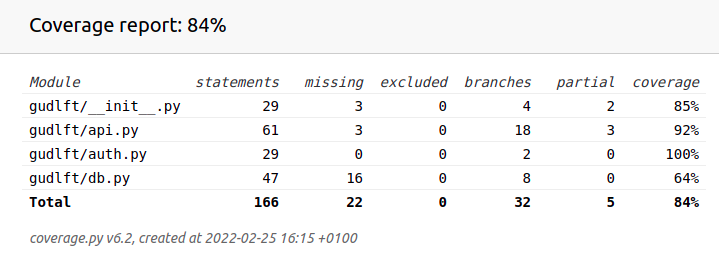 Coverage report: 84%
Module statements missing excluded branches partial coverage
gudlft/__init__.py 29 3 0 4 2 85%
gudlft/api.py 61 3 0 18 3 92%
gudlft/auth.py 29 0 0 2 0 100%
gudlft/db.py 47 16 0 8 0 64%
Total 166 22 0 32 5 84%
coverage.py v6.2, created at 2022-02-25 16:15 +0100